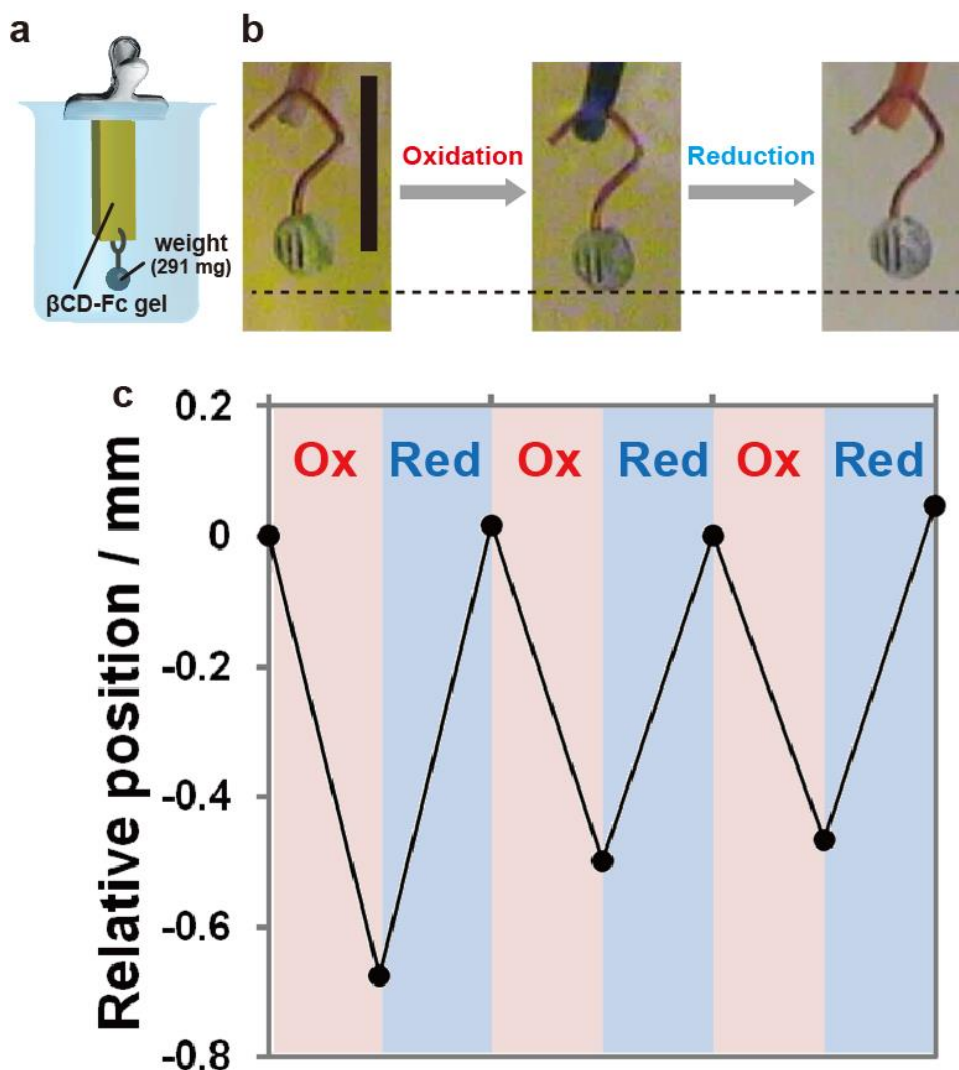 a
weight
(291 mg)
βCD-Fc gel
b
Oxidation
Reduction
c
Relative position / mm
0.2
0
-0.2
-0.4
-0.6
-0.8
Ox
Red
Ox
Red
Ox
Red